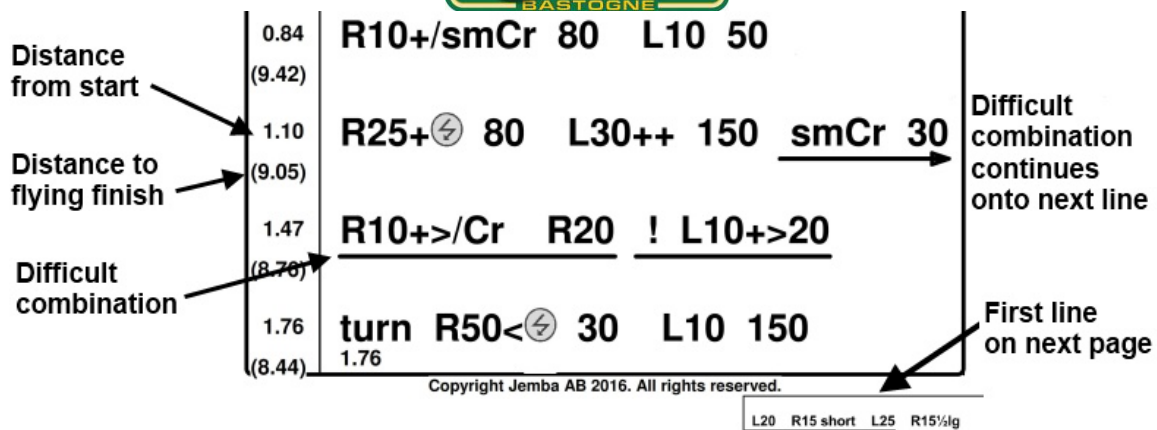 BASTOGNE
0.84 R10+/smCr 80 L10 50
(9.42)
Distance
from start
1.10 R25+ 80 L30++ 150 smCr 30
(9.05)
Distance to
flying finish
Difficult
combination
continues
onto next line
1.47 R10+>/Cr R20 ! L10+>20
(8.76)
Difficult
combination
1.76 turn R50< 30 L10 150
1.76
(8.44)
First line
on next page
Copyright Jemba AB 2016. All rights reserved.
L20 R15 short L25 R15½lg